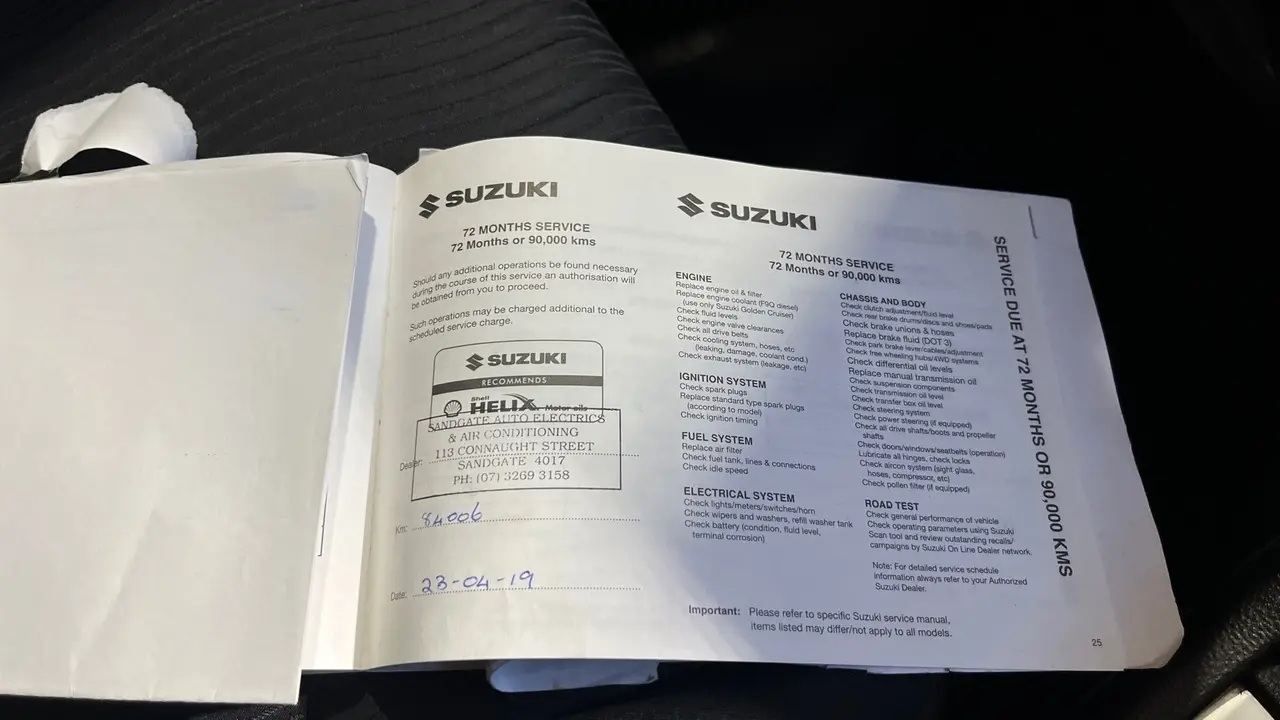 SUZUKI
72 MONTHS SERVICE
72 Months or 90,000 kms
Should any additional operations be found necessary
during the course of this service an authorisation will
be obtained from you to proceed.
Such operations may be charged additional to the
scheduled service charge.
SUZUKI
RECOMMENDS
Shell
HELIX Motor oils
SANDGATE AUTO ELECTRICS
& AIR CONDITIONING
113 CONNAUGHT STREET
Dealer:
SANDGATE 4017
PH: (07) 3269 3158
Km: 84006
Date: 23-04-19
SUZUKI
72 MONTHS SERVICE
72 Months or 90,000 kms
ENGINE
Replace engine oil & filter
Replace engine coolant (F9Q diesel)
(use only Suzuki Golden Cruiser)
Check fluid levels
Check engine valve clearances
Check all drive belts
Check cooling system, hoses, etc
(leaking, damage, coolant cond.)
Check exhaust system (leakage, etc)
IGNITION SYSTEM
Check spark plugs
Replace standard type spark plugs
(according to model)
Check ignition timing
FUEL SYSTEM
Replace air filter
Check fuel tank, lines & connections
Check idle speed
ELECTRICAL SYSTEM
Check lights/meters/switches/horn
Check wipers and washers, refill washer tank
Check battery (condition, fluid level,
terminal corrosion)
CHASSIS AND BODY
Check clutch adjustment/fluid level
Check rear brake drums/discs and shoes/pads
Check brake unions & hoses
Replace brake fluid (DOT 3)
Check park brake lever/cables/adjustment
Check free wheeling hubs/4WD systems
Check differential oil levels
Replace manual transmission oil
Check suspension components
Check transmission oil level
Check transfer box oil level
Check steering system
Check power steering (if equipped)
Check all drive shafts/boots and propeller
shafts
Check doors/windows/seatbelts (operation)
Lubricate all hinges, check locks
Check aircon system (sight glass,
hoses, compressor, etc)
Check pollen filter (if equipped)
ROAD TEST
Check general performance of vehicle
Check operating parameters using Suzuki
Scan tool and review outstanding recalls/
campaigns by Suzuki On Line Dealer network.
Note: For detailed service schedule
information always refer to your Authorized
Suzuki Dealer.
Important: Please refer to specific Suzuki service manual,
items listed may differ/not apply to all models.
SERVICE DUE AT 72 MONTHS OR 90,000 KMS
25